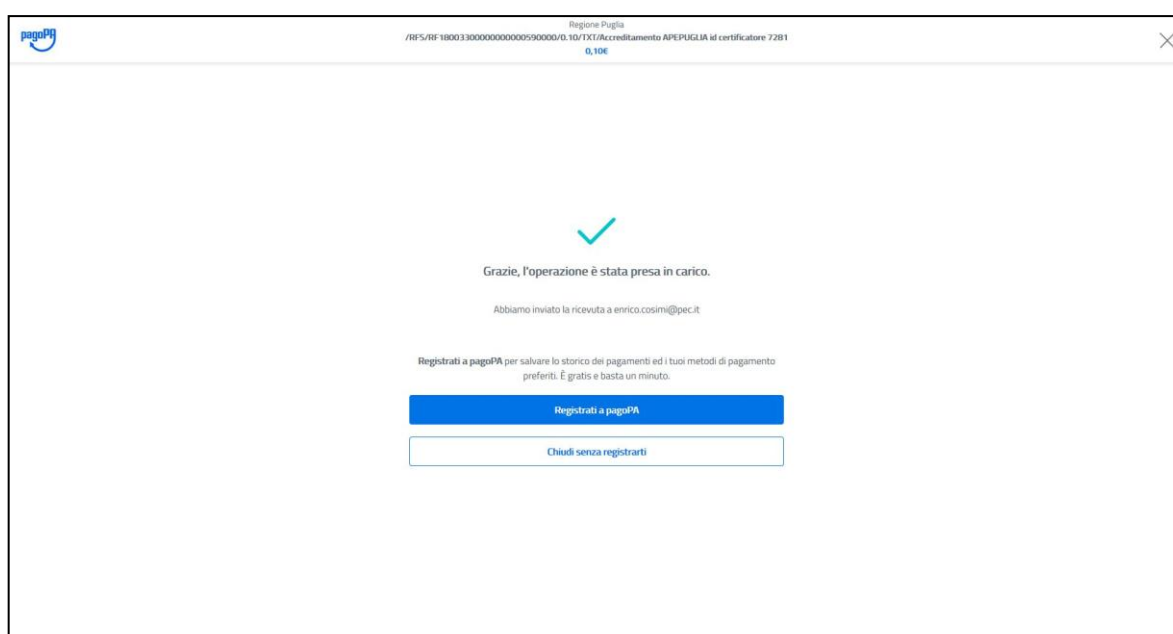 pagoPA
Regione Puglia
/RFS/RF18003300000000000590000/0.10/TXT/Accreditamento APEPUGLIA id certificatore 7281
0,10€
Grazie, l'operazione è stata presa in carico.
Abbiamo inviato la ricevuta a enrico.cosimi@pec.it
Registrati a pagoPA per salvare lo storico dei pagamenti ed i tuoi metodi di pagamento
preferiti. È gratis e basta un minuto.
Registrati a pagoPA
Chiudi senza registrarti